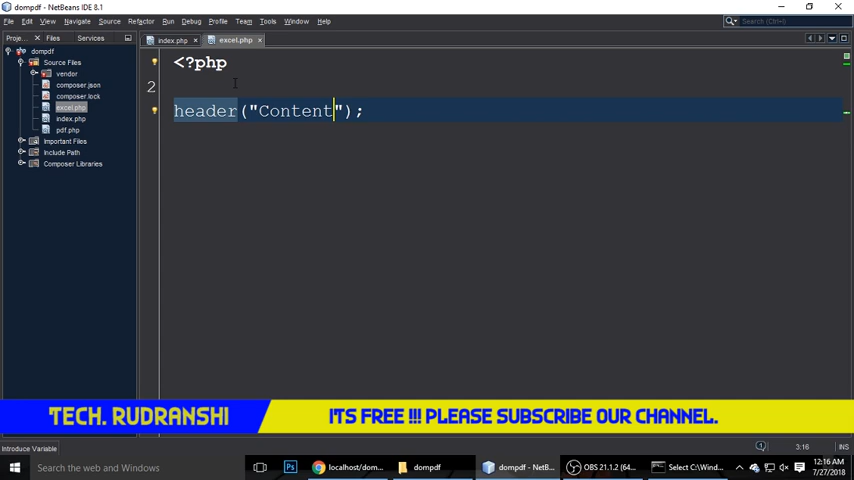 dompdf - NetBeans IDE 8.1
File Edit View Navigate Source Refactor Run Debug Profile Team Tools Window Help
Search (Ctrl+I)
Proje... Files Services
index.php excel.php
dompdf
Source Files
vendor
composer.json
composer.lock
excel.php
index.php
pdf.php
Important Files
Include Path
Composer Libraries
<?php
2
header("Content");
TECH. RUDRANSHI
ITS FREE !!! PLEASE SUBSCRIBE OUR CHANNEL.
Introduce Variable
1
3:16
INS
Search the web and Windows
Ps
localhost/dom...
dompdf
dompdf - NetB...
OBS 21.1.2 (64...
Select C:\Wind...
12:16 AM
7/27/2018